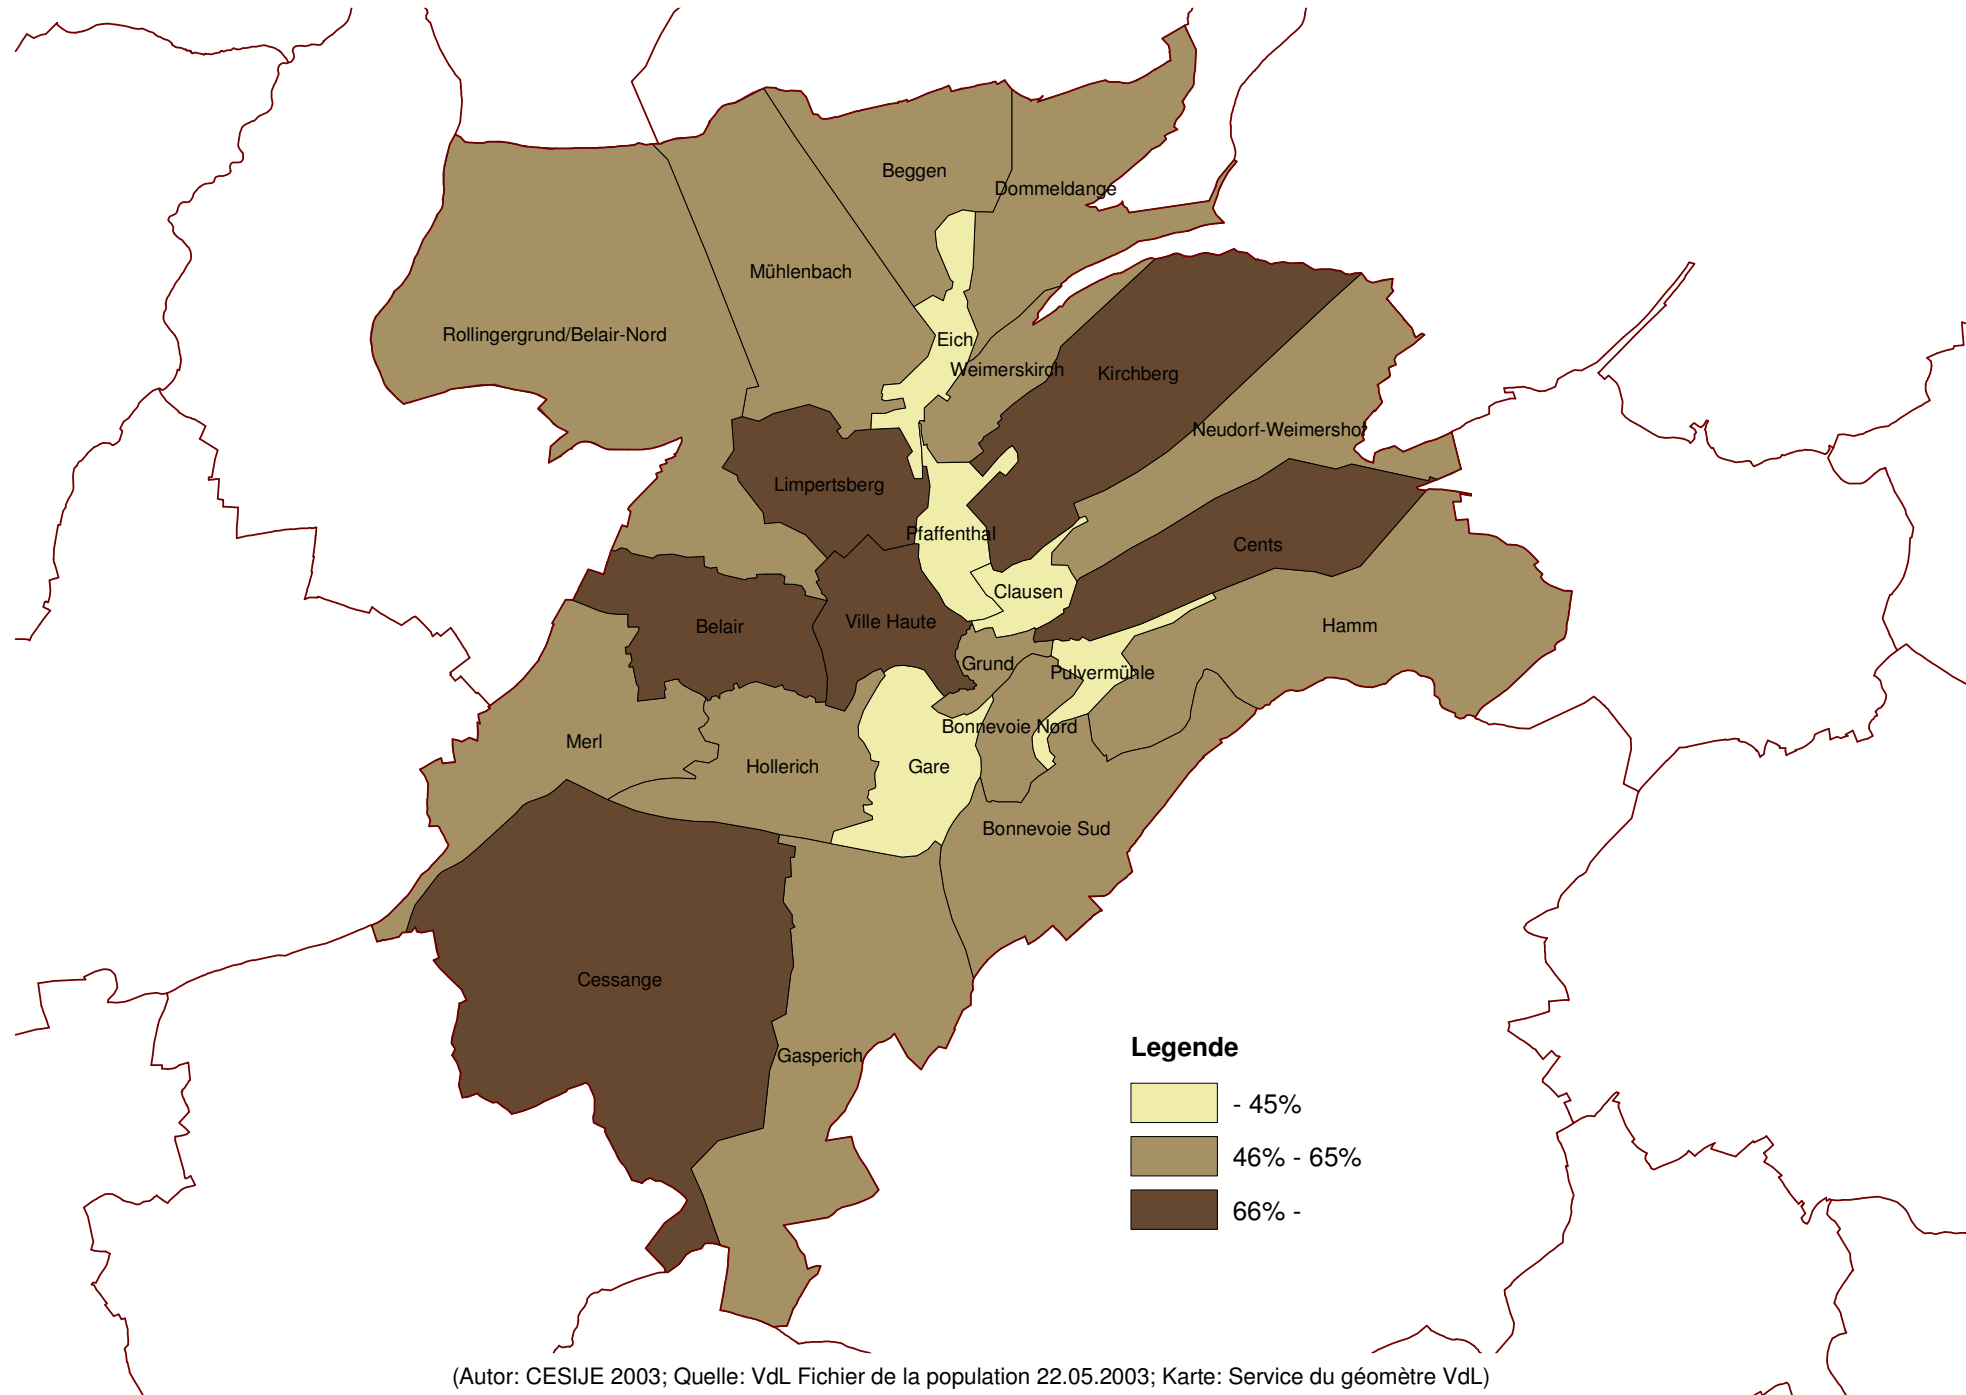 Beggen
Dommeldange
Mühlenbach
Rollingergrund/Belair-Nord
Eich
Weimerskirch
Kirchberg
Neudorf-Weimershof
Limpertsberg
Pfaffenthal
Cents
Clausen
Belair
Ville Haute
Hamm
Grund
Pulvermühle
Bonnevoie Nord
Merl
Hollerich
Gare
Bonnevoie Sud
Cessange
Gasperich
Legende
- 45%
46% - 65%
66% -
(Autor: CESIJE 2003; Quelle: VdL Fichier de la population 22.05.2003; Karte: Service du géomètre VdL)